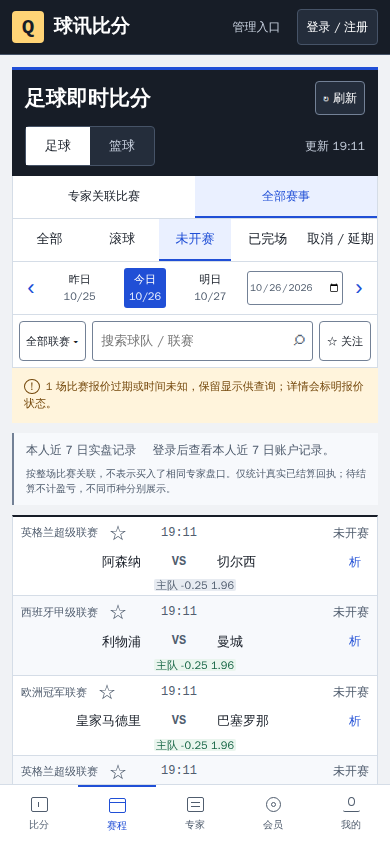 Q 球讯比分 管理入口 登录 / 注册
足球即时比分 刷新
足球 篮球 更新 19:11
专家关联比赛 全部赛事
全部 滚球 未开赛 已完场 取消 / 延期
昨日 今日 明日
‹ 10/25 10/26 10/27 10/26/2026 ›
全部联赛 搜索球队 / 联赛 ☆ 关注
! 1 场比赛报价过期或时间未知，保留显示供查询；详情会标明报价
状态。
本人近 7 日实盘记录 登录后查看本人近 7 日账户记录。
按整场比赛关联，不表示买入了相同专家盘口。仅统计真实已结算回执；待结
算不计盈亏，不同币种分别展示。
英格兰超级联赛 ☆ 19:11 未开赛
阿森纳 VS 切尔西 析
主队 -0.25 1.96
西班牙甲级联赛 ☆ 19:11 未开赛
利物浦 VS 曼城 析
主队 -0.25 1.96
欧洲冠军联赛 ☆ 19:11 未开赛
皇家马德里 VS 巴塞罗那 析
主队 -0.25 1.96
英格兰超级联赛 ☆ 19:11 未开赛
比分 赛程 专家 会员 我的